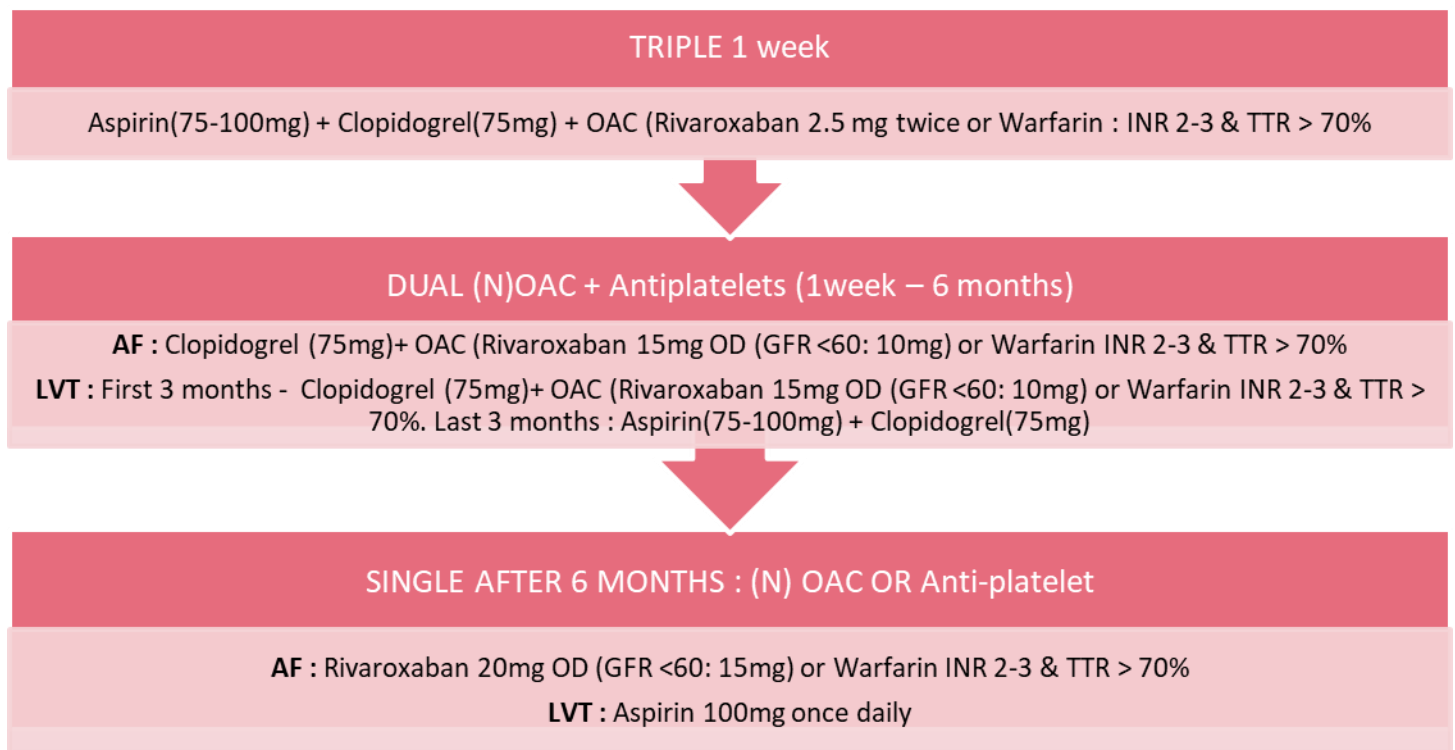 TRIPLE 1 week
Aspirin(75-100mg) + Clopidogrel(75mg) + OAC (Rivaroxaban 2.5 mg twice or Warfarin : INR 2-3 & TTR > 70%
DUAL (N)OAC + Antiplatelets (1week – 6 months)
AF : Clopidogrel (75mg)+ OAC (Rivaroxaban 15mg OD (GFR <60: 10mg) or Warfarin INR 2-3 & TTR > 70%
LVT : First 3 months - Clopidogrel (75mg)+ OAC (Rivaroxaban 15mg OD (GFR <60: 10mg) or Warfarin INR 2-3 & TTR >
70%. Last 3 months : Aspirin(75-100mg) + Clopidogrel(75mg)
SINGLE AFTER 6 MONTHS : (N) OAC OR Anti-platelet
AF : Rivaroxaban 20mg OD (GFR <60: 15mg) or Warfarin INR 2-3 & TTR > 70%
LVT : Aspirin 100mg once daily